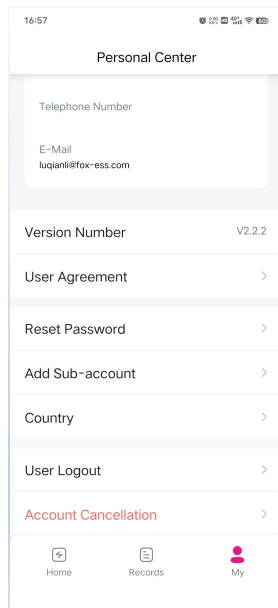 16:57
Personal Center
Telephone Number
E-Mail
luqianli@fox-ess.com
Version Number
V2.2.2
User Agreement
Reset Password
Add Sub-account
Country
User Logout
Account Cancellation
Home
Records
My